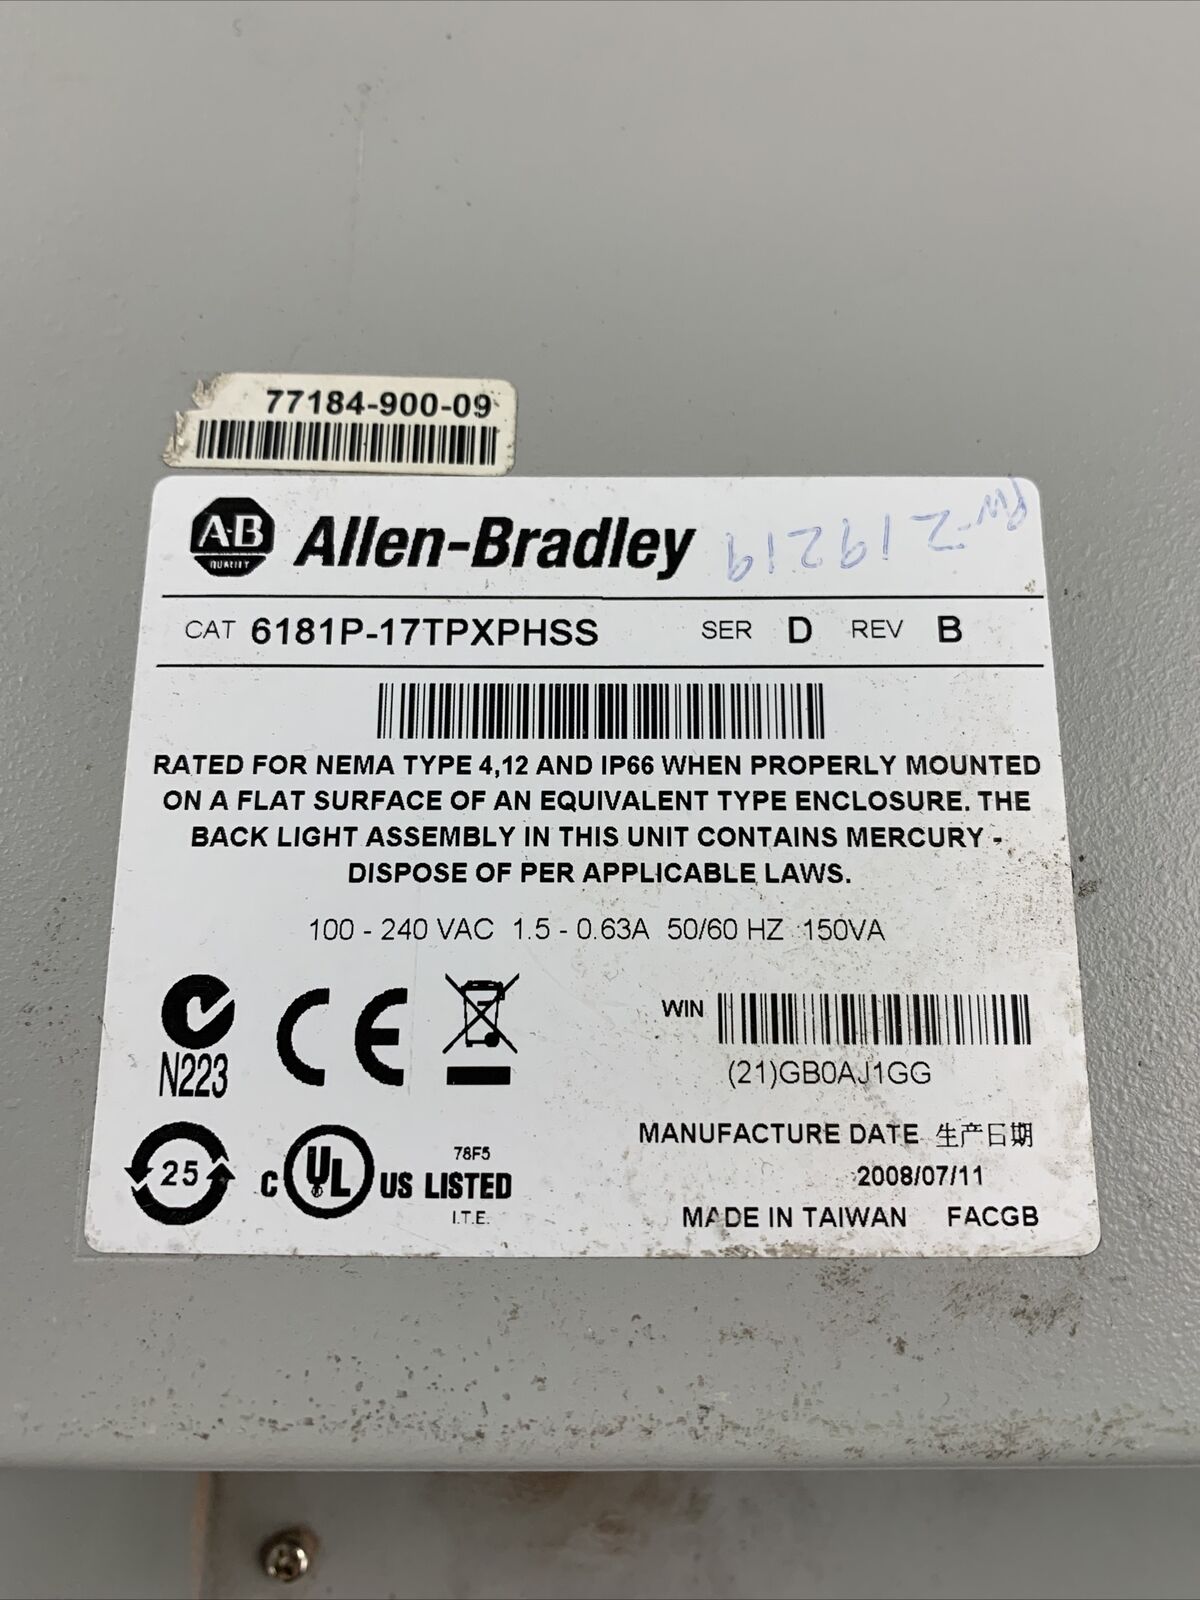 77184-900-09
A-B
QUALITY
Allen-Bradley
PW-219219
CAT 6181P-17TPXPHSS SER D REV B
RATED FOR NEMA TYPE 4,12 AND IP66 WHEN PROPERLY MOUNTED
ON A FLAT SURFACE OF AN EQUIVALENT TYPE ENCLOSURE. THE
BACK LIGHT ASSEMBLY IN THIS UNIT CONTAINS MERCURY -
DISPOSE OF PER APPLICABLE LAWS.
100 - 240 VAC 1.5 - 0.63A 50/60 HZ 150VA
N223
CE
WIN
(21)GB0AJ1GG
MANUFACTURE DATE 生产日期
2008/07/11
MADE IN TAIWAN FACGB
25
C UL® US LISTED
78F5
I.T.E.